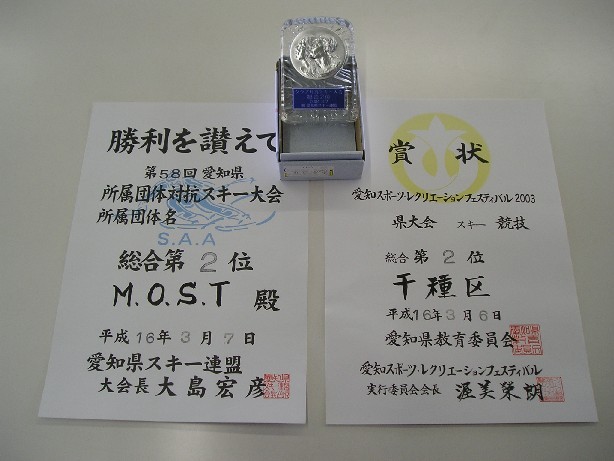 勝利を讃えて
第58回 愛知県
所属団体対抗スキー大会
所属団体名
S.A.A
総合第2位
M.O.S.T 殿
平成16年3月7日
愛知県スキー連盟
大会長 大島宏彦
賞状
愛知スポーツ・レクリエーションフェスティバル2003
県大会 スキー 競技
総合 第2位
千種区
平成16年3月6日
愛知県教育委員会
愛知スポーツ・レクリエーションフェスティバル
実行委員会会長 渥美栄朗